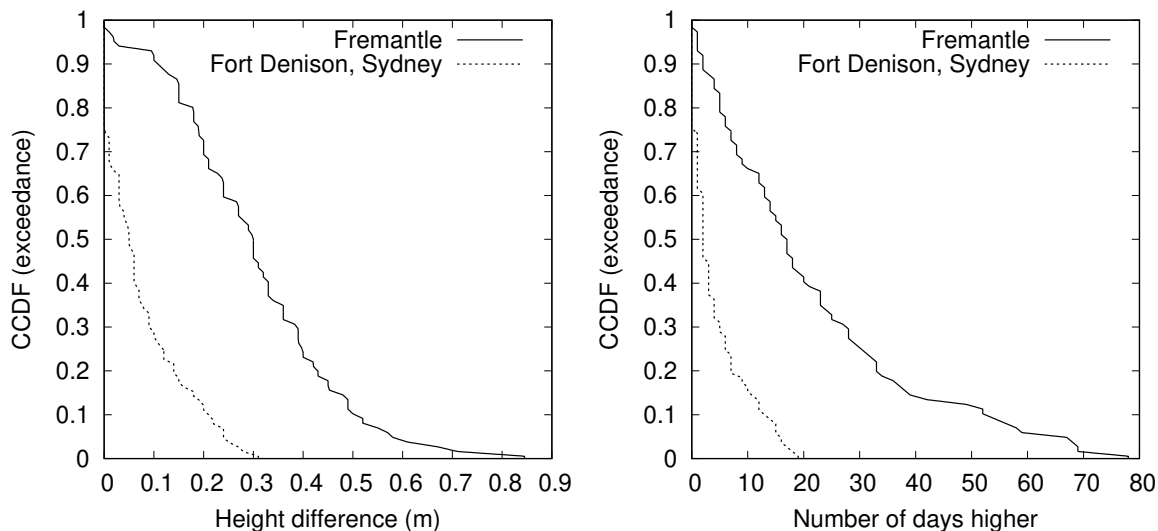 1
0.9
0.8
0.7
0.6
0.5
0.4
0.3
0.2
0.1
0
CCDF (exceedance)
Fremantle
Fort Denison, Sydney
0 0.1 0.2 0.3 0.4 0.5 0.6 0.7 0.8 0.9
Height difference (m)
1
0.9
0.8
0.7
0.6
0.5
0.4
0.3
0.2
0.1
0
CCDF (exceedance)
Fremantle
Fort Denison, Sydney
0 10 20 30 40 50 60 70 80
Number of days higher